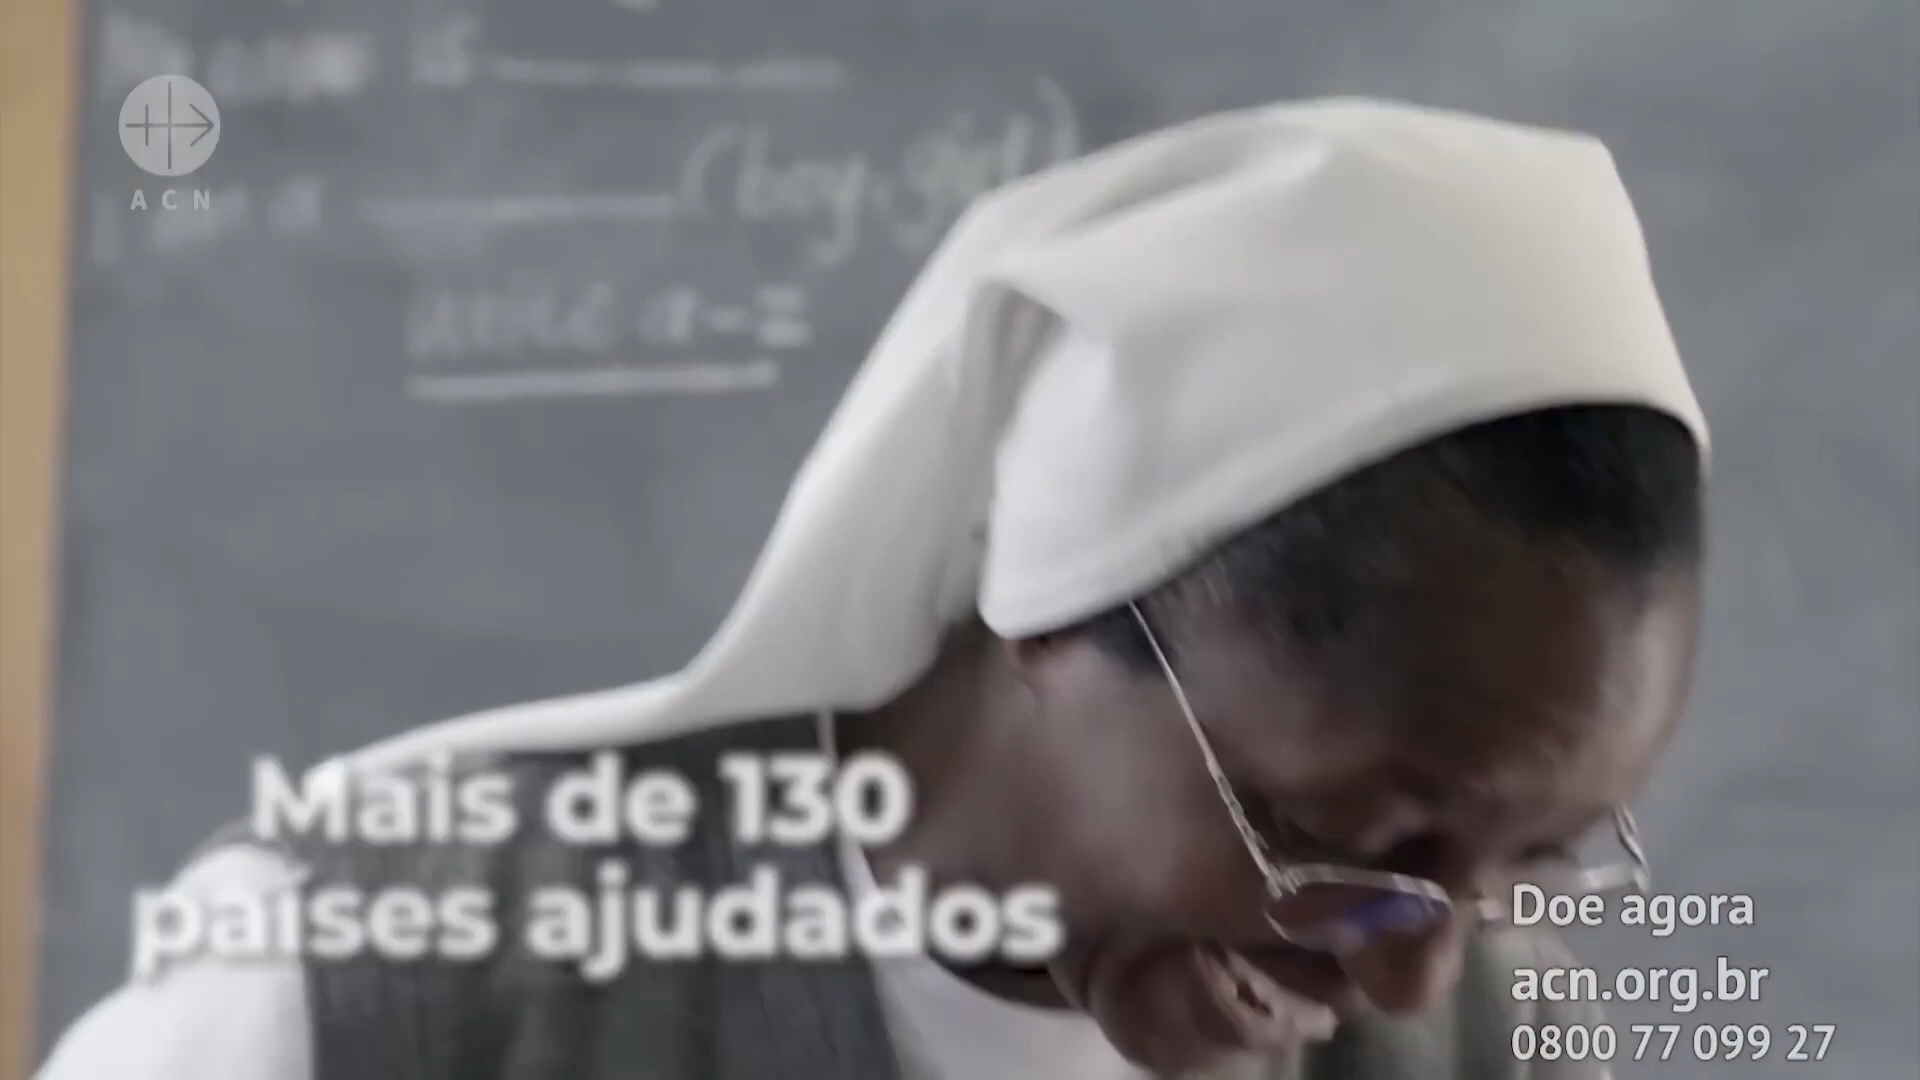 ACN
(boy, girl)
a-z
Mais de 130
países ajudados
Doe agora
acn.org.br
0800 77 099 27